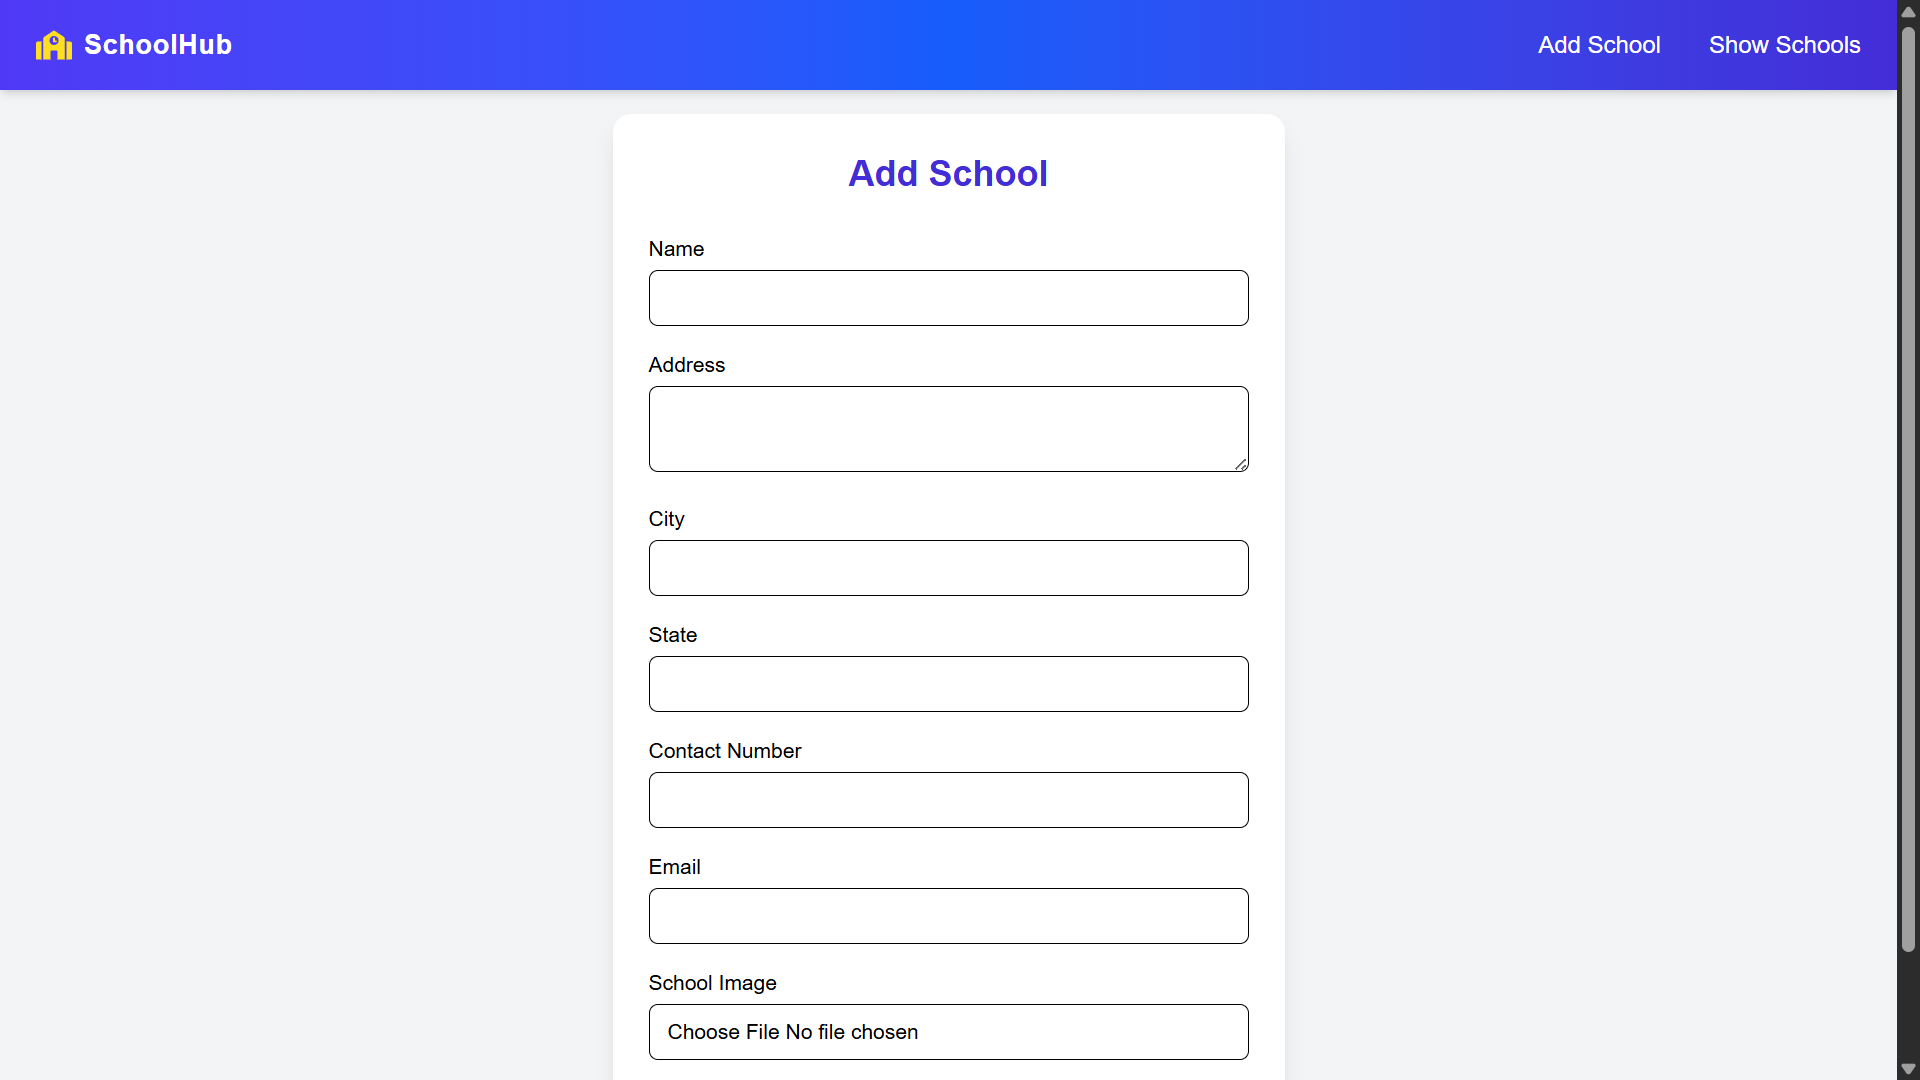 SchoolHub
Add School
Show Schools
Add School
Name
Address
City
State
Contact Number
Email
School Image
Choose File No file chosen